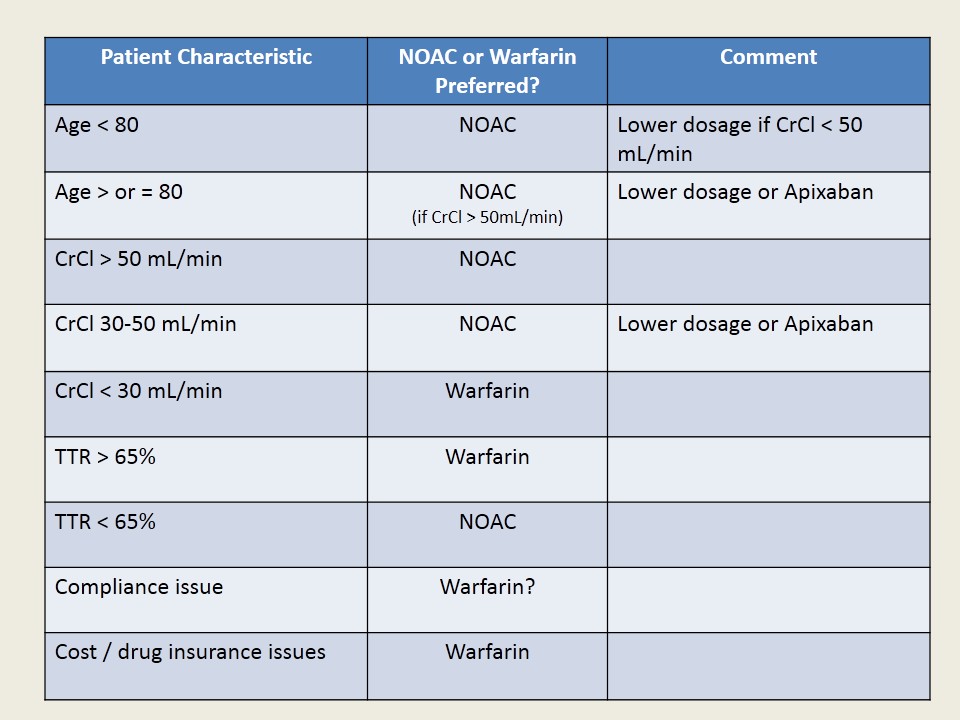 Patient Characteristic
NOAC or Warfarin
Preferred?
Comment
Age < 80
NOAC
Lower dosage if CrCl < 50
mL/min
Age > or = 80
NOAC
(if CrCl > 50mL/min)
Lower dosage or Apixaban
CrCl > 50 mL/min
NOAC
CrCl 30-50 mL/min
NOAC
Lower dosage or Apixaban
CrCl < 30 mL/min
Warfarin
TTR > 65%
Warfarin
TTR < 65%
NOAC
Compliance issue
Warfarin?
Cost / drug insurance issues
Warfarin